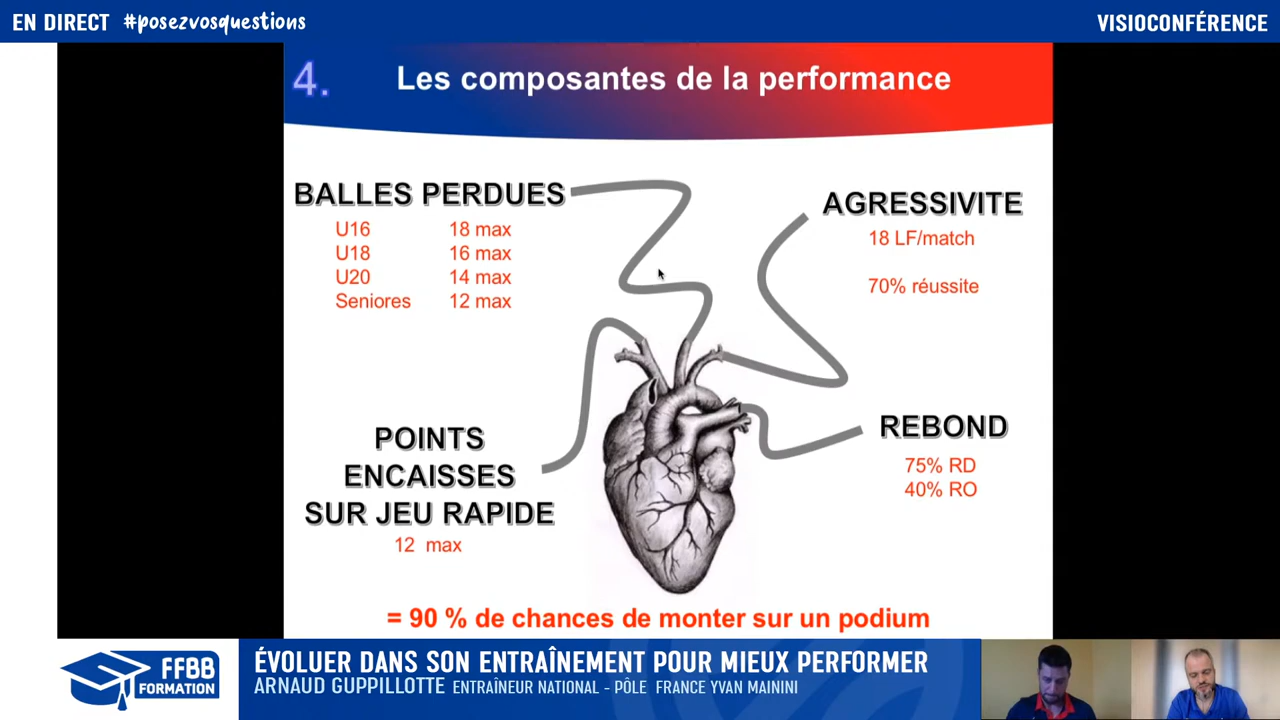 EN DIRECT #posezvosquestions
VISIOCONFÉRENCE
4. Les composantes de la performance
BALLES PERDUES
U16 18 max
U18 16 max
U20 14 max
Seniores 12 max
AGRESSIVITE
18 LF/match
70% réussite
POINTS
ENCAISSES
SUR JEU RAPIDE
12 max
REBOND
75% RD
40% RO
= 90 % de chances de monter sur un podium
FFBB
FORMATION
ÉVOLUER DANS SON ENTRAÎNEMENT POUR MIEUX PERFORMER
ARNAUD GUPPILLOTTE ENTRAÎNEUR NATIONAL - PÔLE FRANCE YVAN MAININI